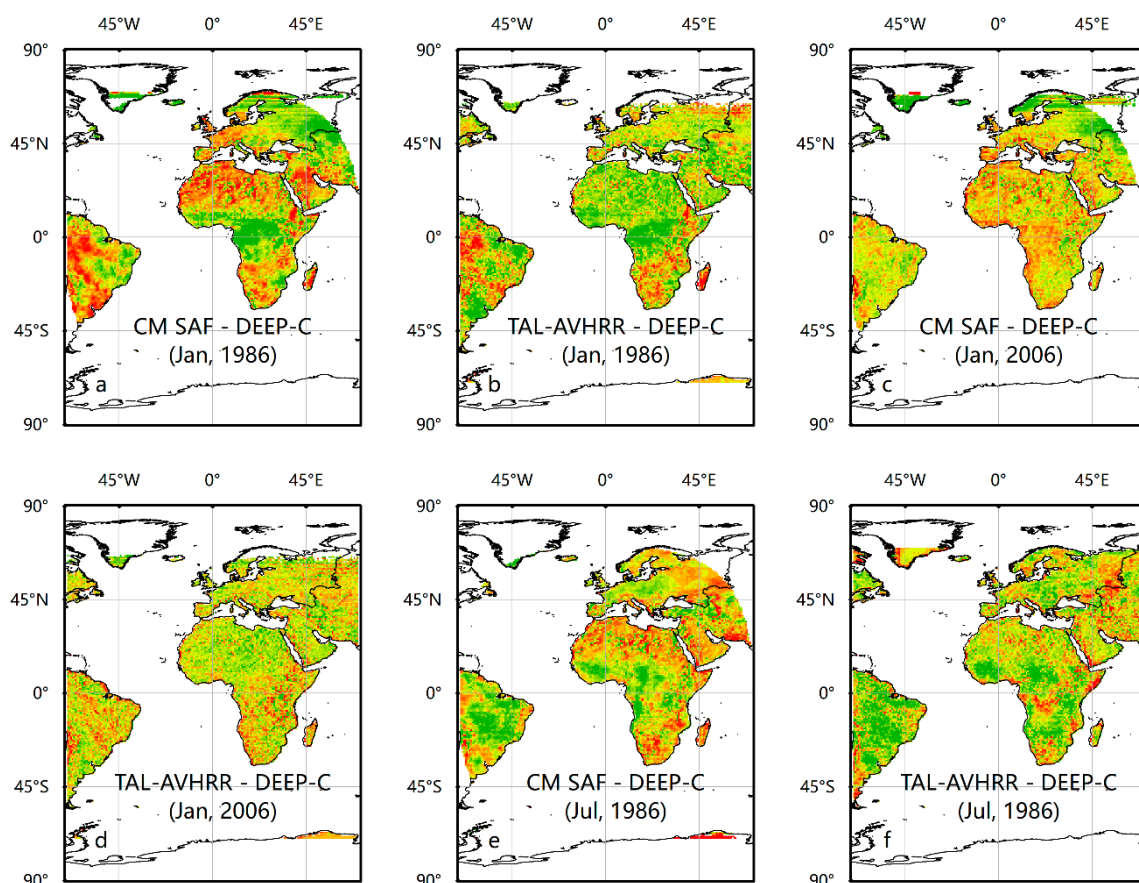 45°W 0° 45°E 45°W 0° 45°E 45°W 0° 45°E
90° 90° 90°
45°N 45°N 45°N
0° 0° 0°
45°S 45°S 45°S
CM SAF - DEEP-C TAL-AVHRR - DEEP-C CM SAF - DEEP-C
(Jan, 1986) (Jan, 1986) (Jan, 2006)
a b c
90° 90° 90°
45°W 0° 45°E 45°W 0° 45°E 45°W 0° 45°E
90° 90° 90°
45°N 45°N 45°N
0° 0° 0°
45°S 45°S 45°S
TAL-AVHRR - DEEP-C CM SAF - DEEP-C TAL-AVHRR - DEEP-C
(Jan, 2006) (Jul, 1986) (Jul, 1986)
d e f
90° 90° 90°